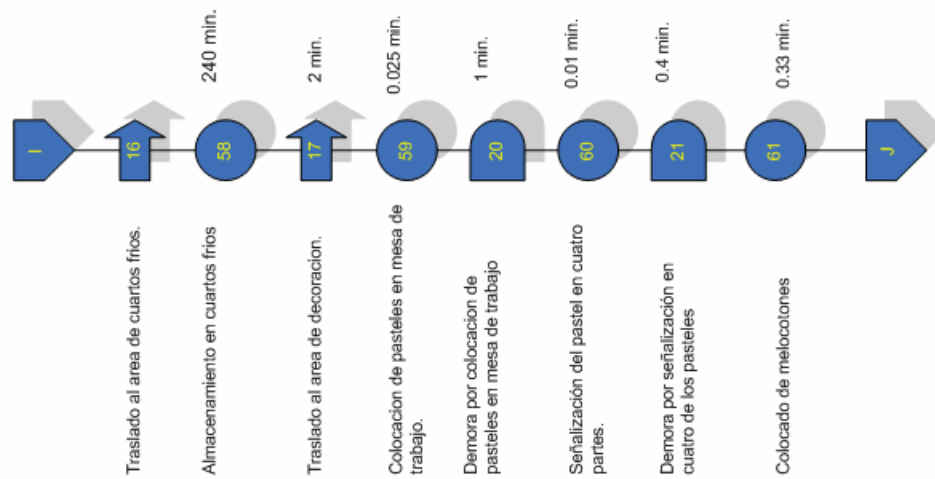 I
Traslado al area de cuartos frios.
16
Almacenamiento en cuartos frios
58
240 min.
Traslado al area de decoracion.
17
2 min.
Colocacion de pasteles en mesa de
trabajo.
59
0.025 min.
Demora por colocacion de
pasteles en mesa de trabajo
20
1 min.
Señalización del pastel en cuatro
partes.
60
0.01 min.
Demora por señalización en
cuatro de los pasteles
21
0.4 min.
Colocado de melocotones
61
0.33 min.
J